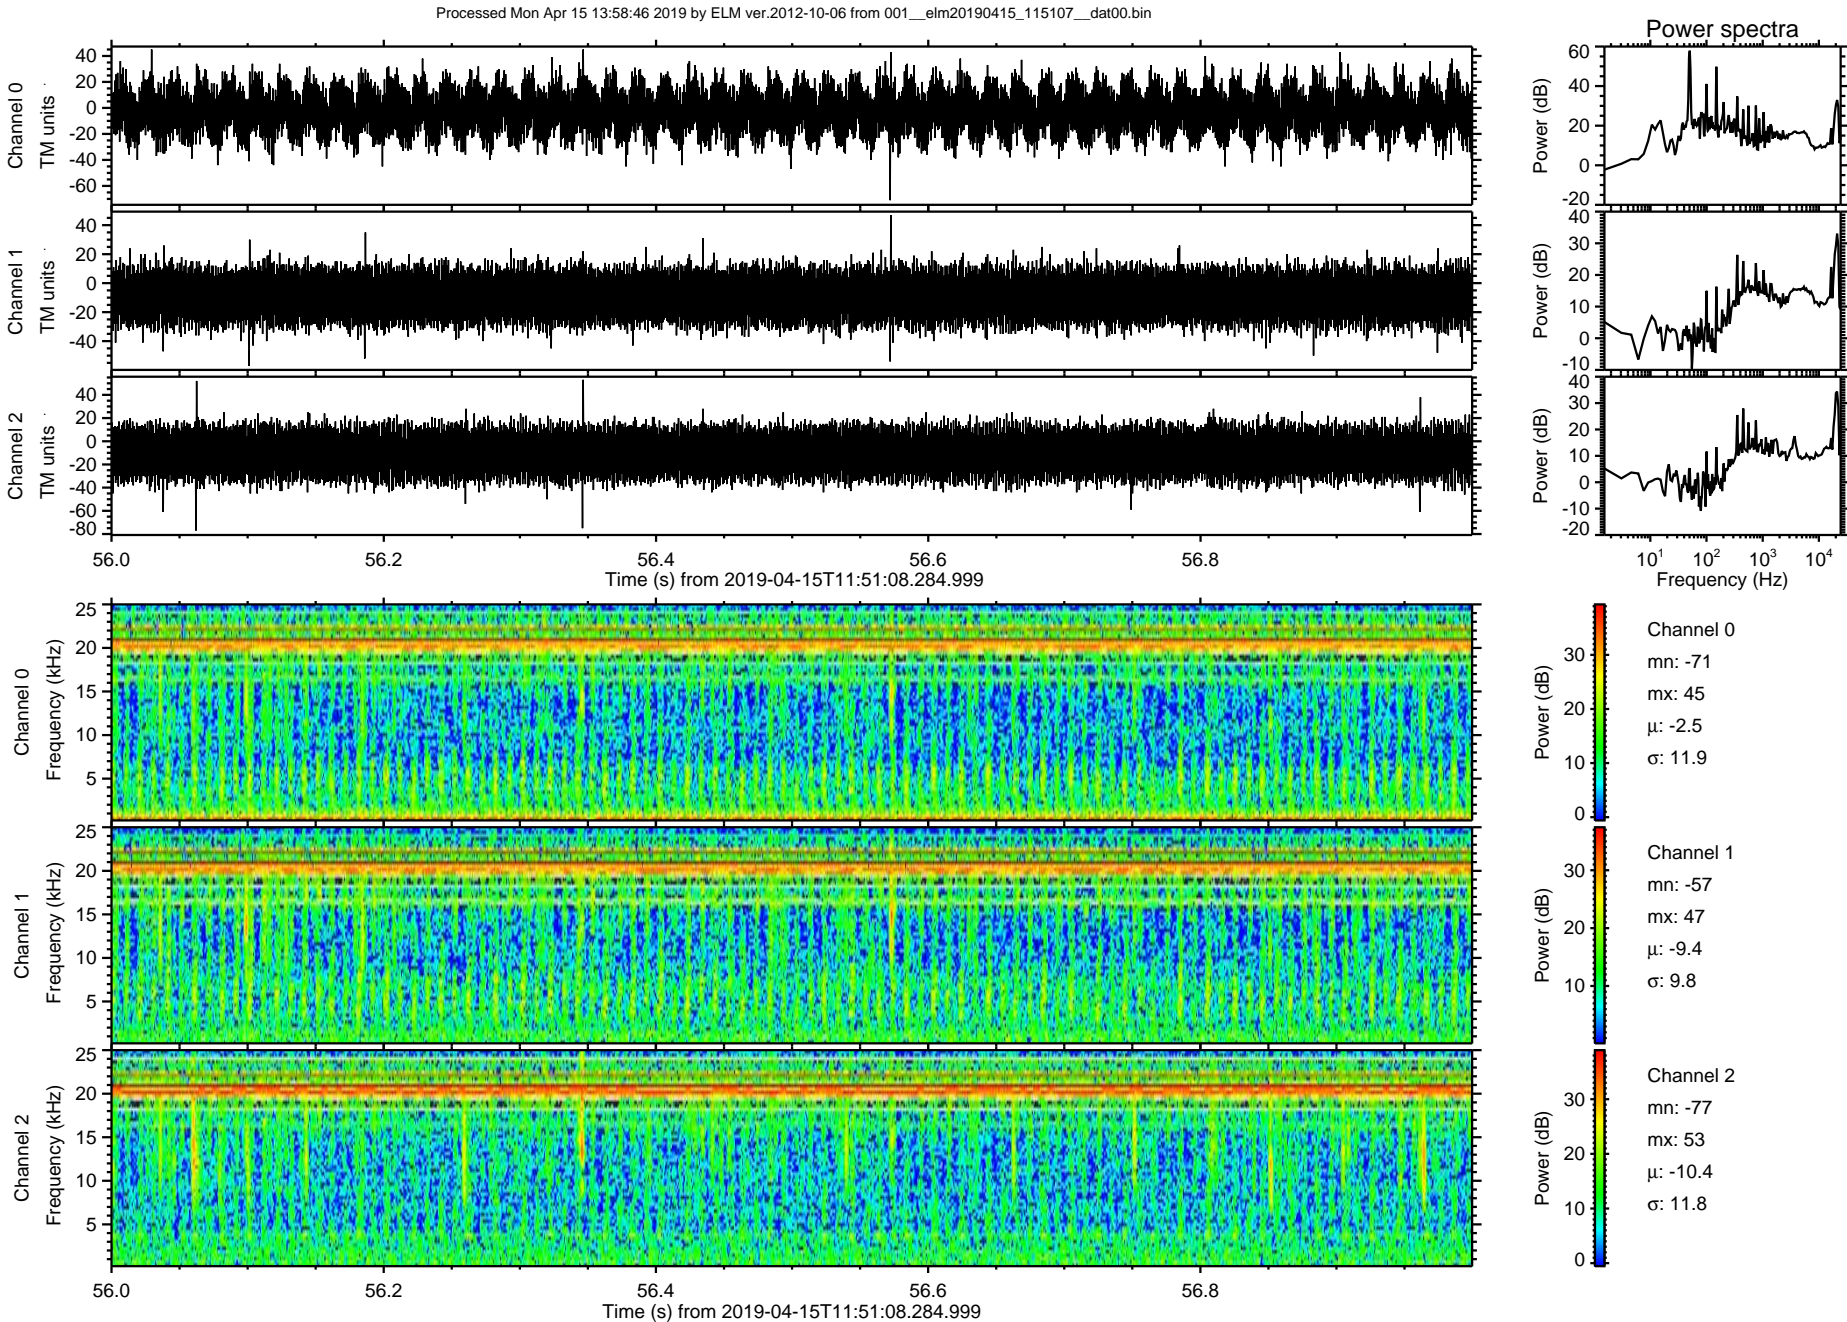 Processed Mon Apr 15 13:58:46 2019 by ELM ver.2012-10-06 from 001__elm20190415_115107__dat00.bin
Power spectra
Channel 0
TM units
40
20
0
-20
-40
-60
Power (dB)
60
40
20
0
-20
Channel 1
TM units
40
20
0
-20
-40
Power (dB)
40
30
20
10
0
-10
Channel 2
TM units
40
20
0
-20
-40
-60
-80
Power (dB)
40
30
20
10
0
-10
-20
56.0 56.2 56.4 56.6 56.8
Time (s) from 2019-04-15T11:51:08.284.999
10¹ 10² 10³ 10⁴
Frequency (Hz)
Channel 0
Frequency (kHz)
25
20
15
10
5
Power (dB)
30
20
10
0
Channel 0
mn: -71
mx: 45
µ: -2.5
σ: 11.9
Channel 1
Frequency (kHz)
25
20
15
10
5
Power (dB)
30
20
10
Channel 1
mn: -57
mx: 47
µ: -9.4
σ: 9.8
Channel 2
Frequency (kHz)
25
20
15
10
5
Power (dB)
30
20
10
0
Channel 2
mn: -77
mx: 53
µ: -10.4
σ: 11.8
56.0 56.2 56.4 56.6 56.8
Time (s) from 2019-04-15T11:51:08.284.999